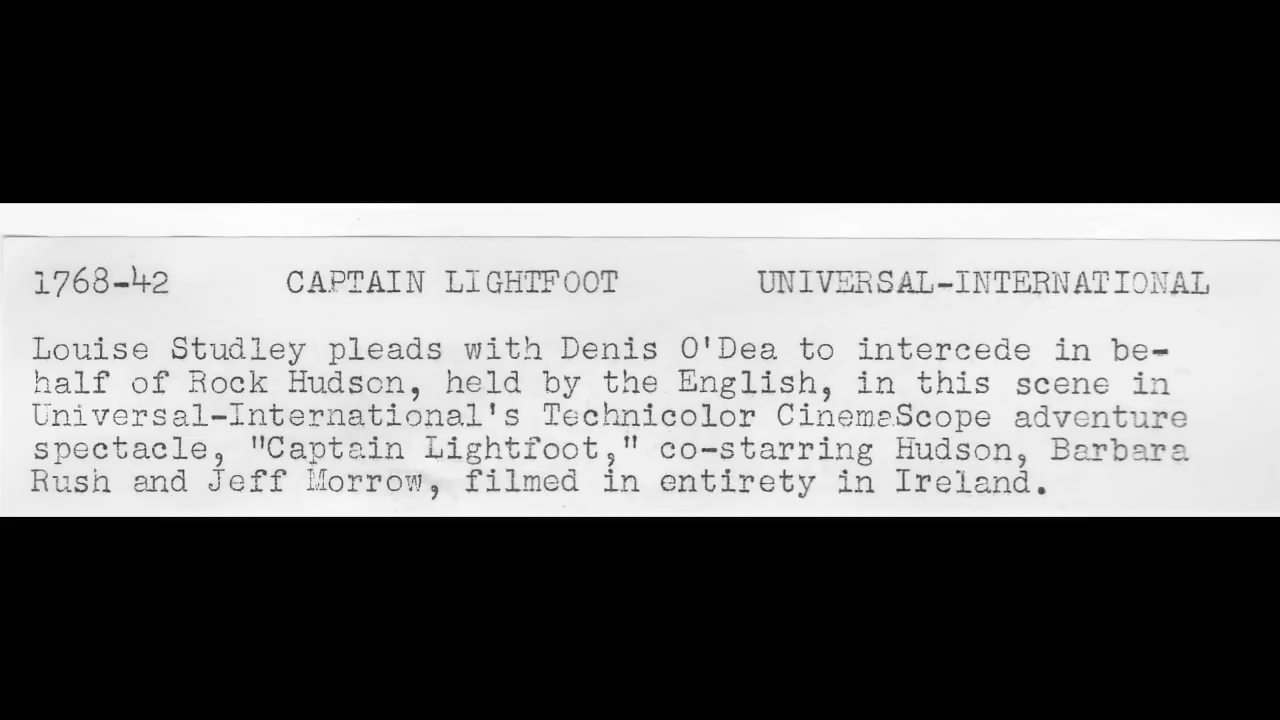 1768-42 CAPTAIN LIGHTFOOT UNIVERSAL-INTERNATIONAL
Louise Studley pleads with Denis O'Dea to intercede in be-
half of Rock Hudson, held by the English, in this scene in
Universal-International's Technicolor CinemaScope adventure
spectacle, "Captain Lightfoot," co-starring Hudson, Barbara
Rush and Jeff Morrow, filmed in entirety in Ireland.